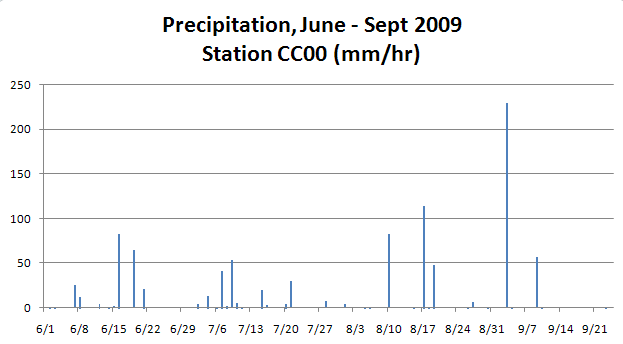 Precipitation, June - Sept 2009
Station CC00 (mm/hr)
250
200
150
100
50
0
6/1 6/8 6/15 6/22 6/29 7/6 7/13 7/20 7/27 8/3 8/10 8/17 8/24 8/31 9/7 9/14 9/21